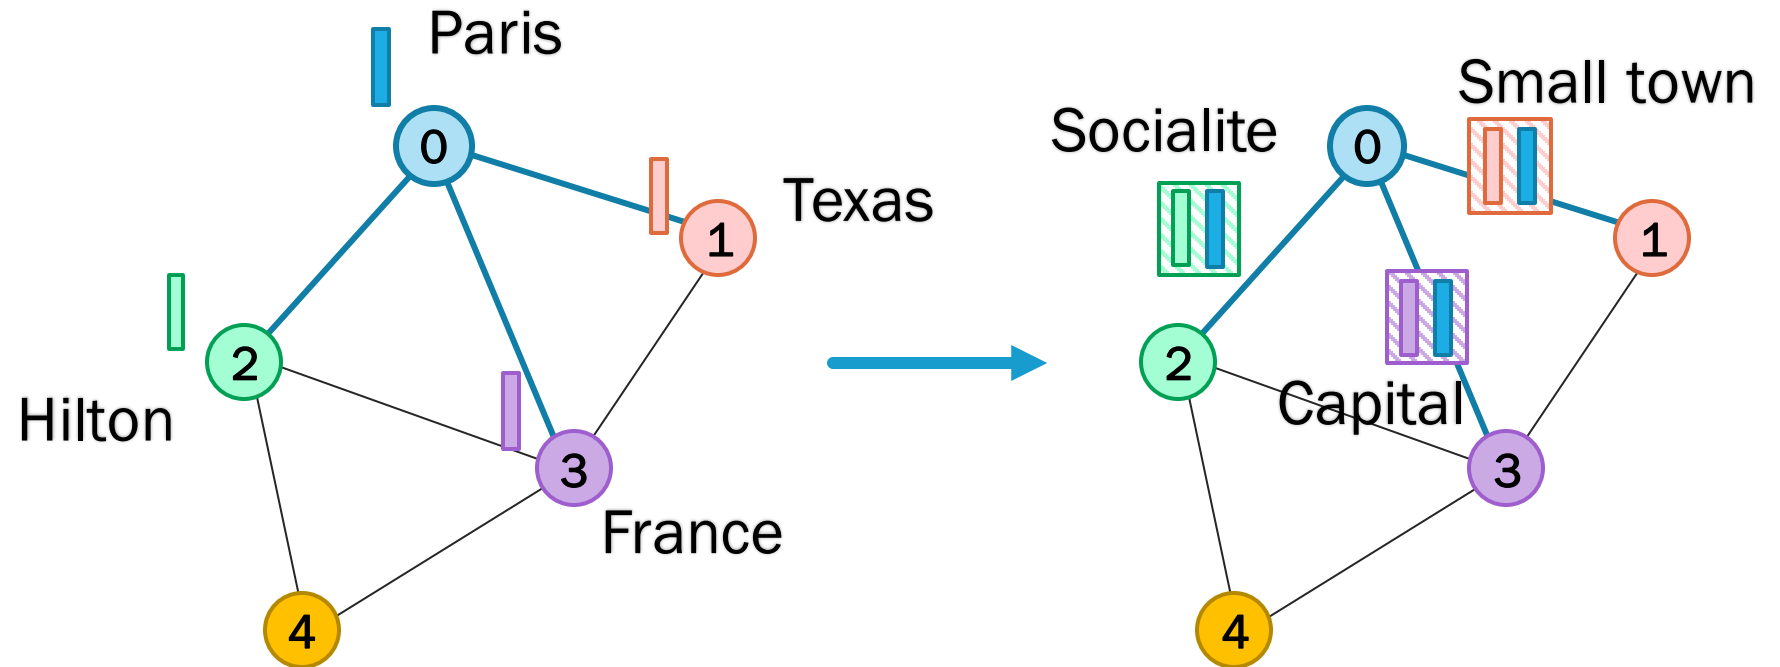 Paris
0
Texas
1
2
Hilton
3
France
4
Small town
Socialite
0
1
2
Capital
3
4